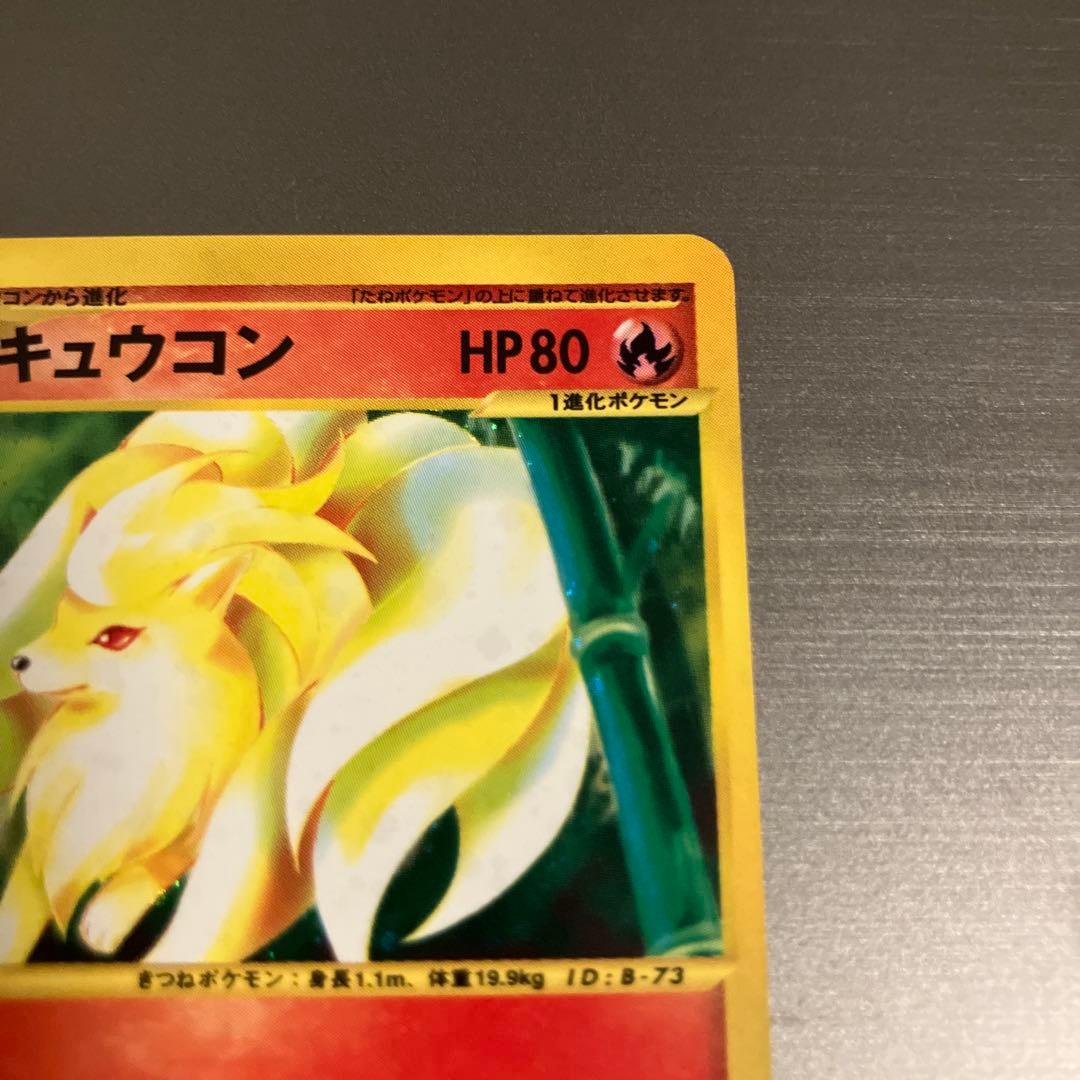 コンから進化 「たねポケモン」の上に重ねて進化させます。
キュウコン HP80
1進化ポケモン
きつねポケモン：身長1.1m、体重19.9kg ID:B-73